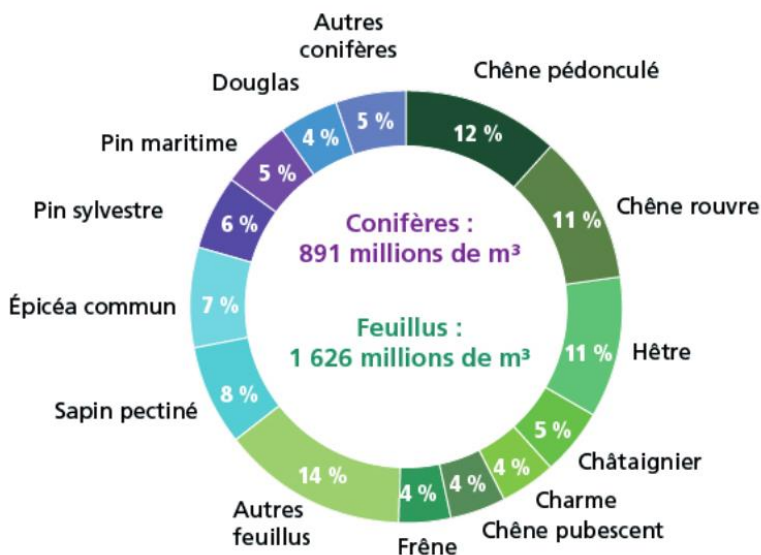 Autres
conifères
Chêne pédonculé
Douglas
5 %
12 %
4 %
Pin maritime
5 %
Chêne rouvre
11 %
Pin sylvestre
6 %
Conifères :
891 millions de m³
Épicéa commun
7 %
Feuillus :
1 626 millions de m³
Hêtre
11 %
Sapin pectiné
8 %
5 %
Châtaignier
14 %
4 %
4 %
4 %
Charme
Autres
feuillus
Chêne pubescent
Frêne